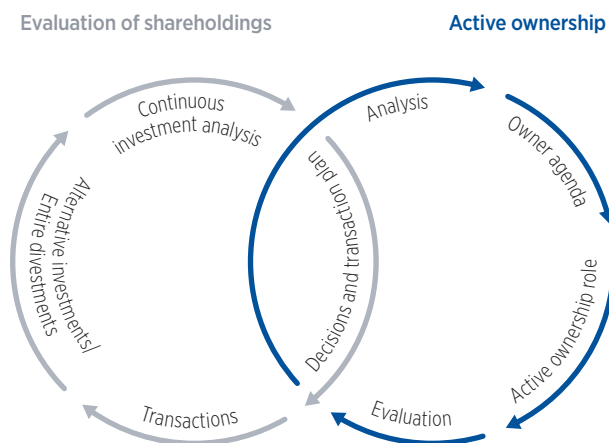 Evaluation of shareholdings
Active ownership
Continuous
investment analysis
Decisions and transaction
plan
Transactions
Alternative investments/
Entire divestments
Analysis
Owner agenda
Active ownership role
Evaluation